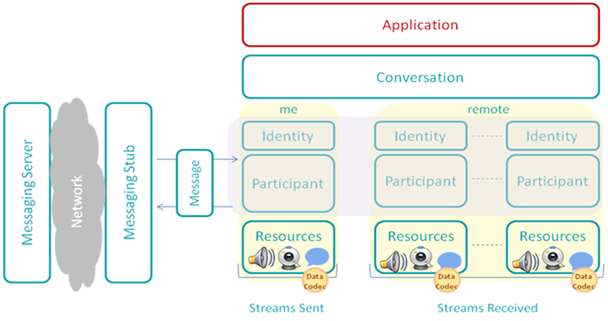 Application
Conversation
me
remote
Messaging Server
Network
Messaging Stub
Message
Identity
Identity
Identity
Participant
Participant
Participant
Resources
Resources
Resources
Data
Codec
Data
Codec
Data
Codec
Streams Sent
Streams Received